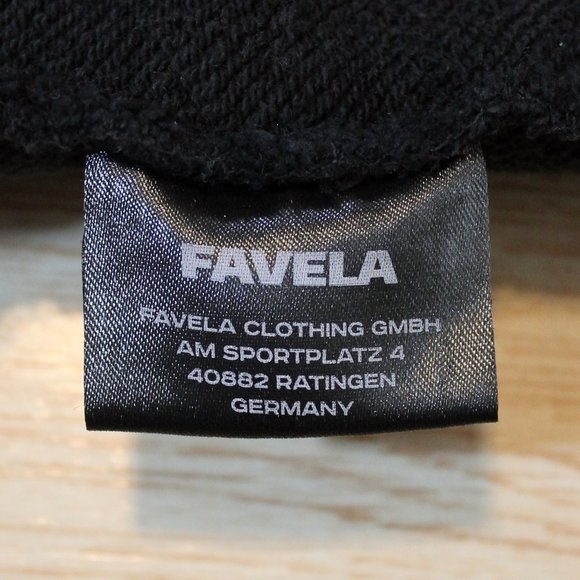 FAVELA
FAVELA CLOTHING GMBH
AM SPORTPLATZ 4
40882 RATINGEN
GERMANY